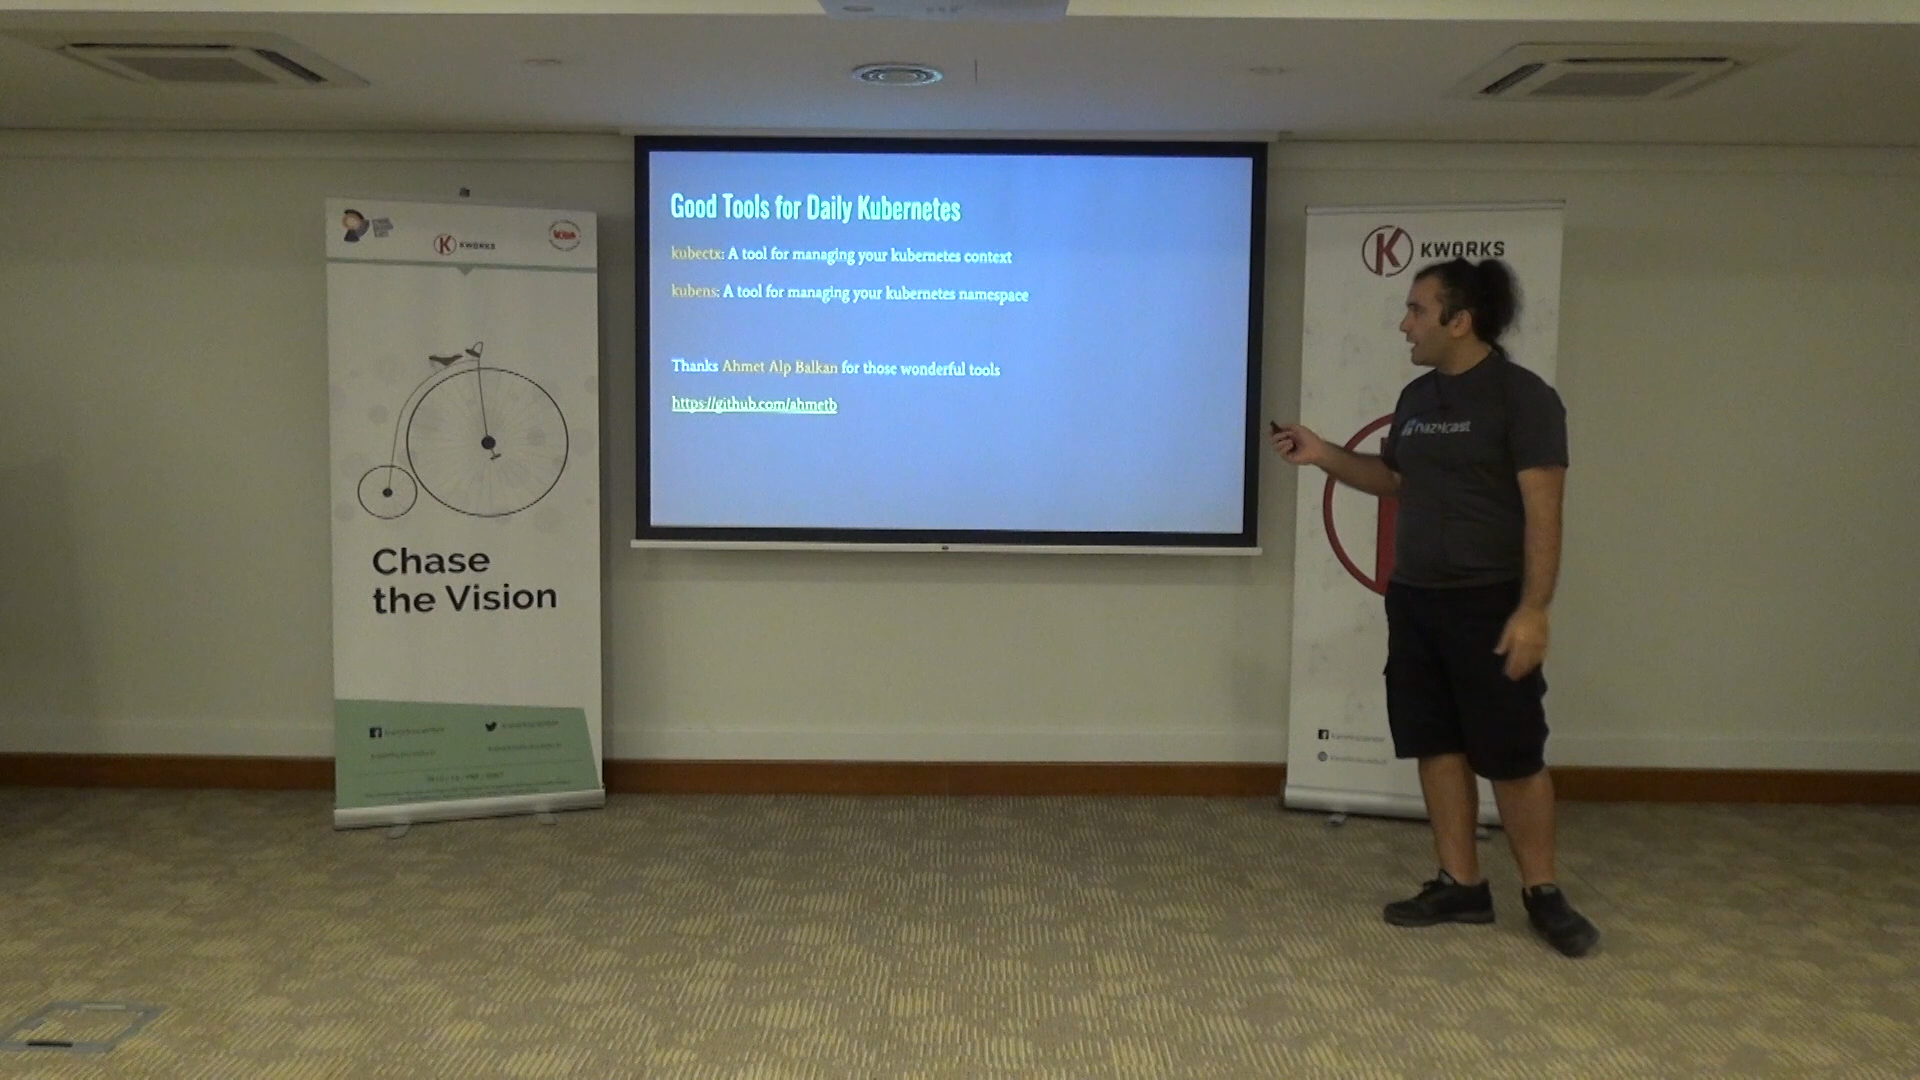 Good Tools for Daily Kubernetes
kubectx: A tool for managing your kubernetes context
kubens: A tool for managing your kubernetes namespace
Thanks Ahmet Alp Balkan for those wonderful tools
https://github.com/ahmetb
KWORKS
Chase
the Vision
KWORKS
hazelcast